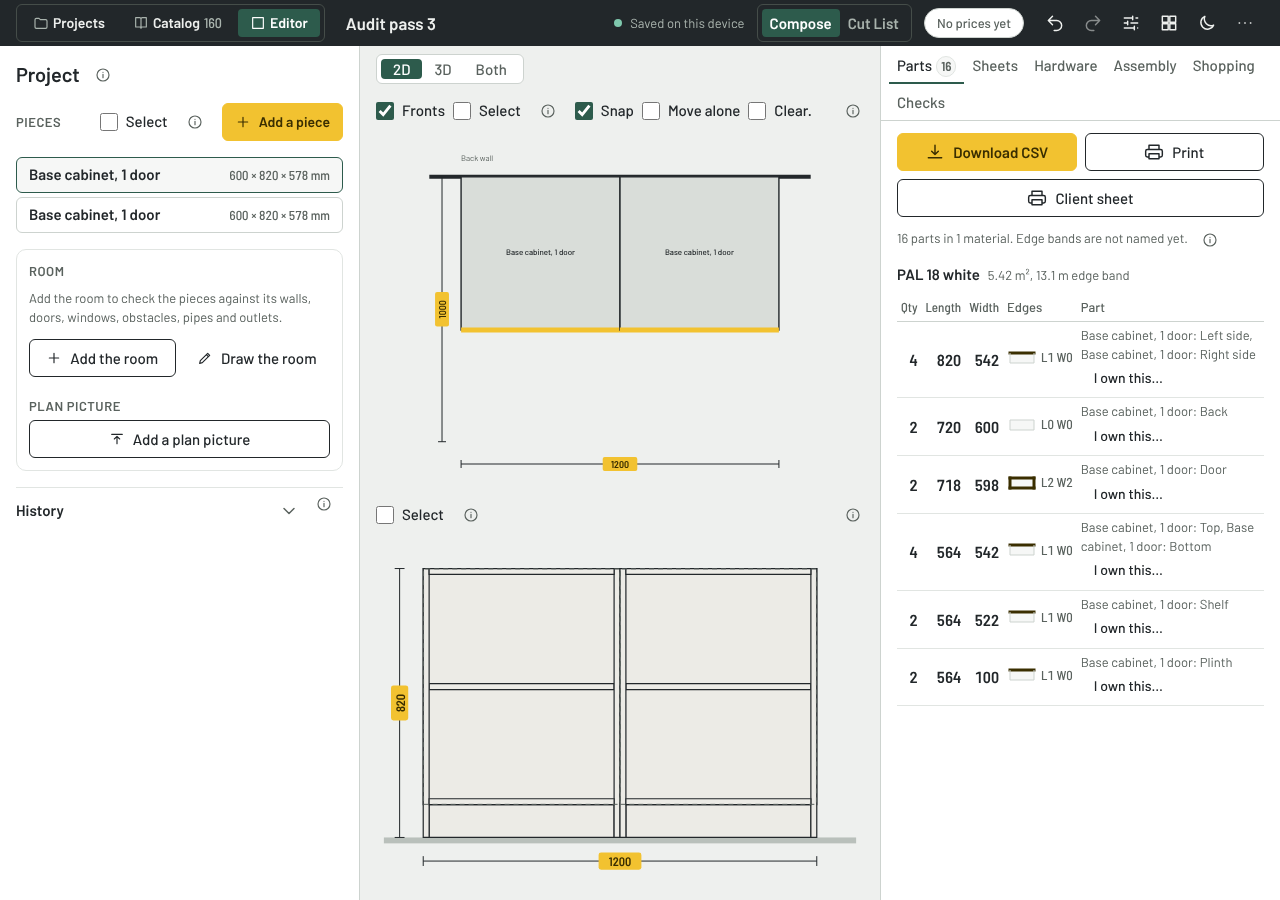 Projects
Catalog 160
Editor
Audit pass 3
Saved on this device
Compose
Cut List
No prices yet
Project
PIECES
Select
Add a piece
Base cabinet, 1 door 600 × 820 × 578 mm
Base cabinet, 1 door 600 × 820 × 578 mm
ROOM
Add the room to check the pieces against its walls,
doors, windows, obstacles, pipes and outlets.
Add the room
Draw the room
PLAN PICTURE
Add a plan picture
History
2D
3D
Both
Fronts
Select
Snap
Move alone
Clear.
Back wall
Base cabinet, 1 door
Base cabinet, 1 door
1000
1200
Select
820
1200
Parts 16
Sheets
Hardware
Assembly
Shopping
Checks
Download CSV
Print
Client sheet
16 parts in 1 material. Edge bands are not named yet.
PAL 18 white 5.42 m², 13.1 m edge band
Qty Length Width Edges Part
4 820 542 L1 W0 Base cabinet, 1 door: Left side,
Base cabinet, 1 door: Right side
I own this...
2 720 600 L0 W0 Base cabinet, 1 door: Back
I own this...
2 718 598 L2 W2 Base cabinet, 1 door: Door
I own this...
4 564 542 L1 W0 Base cabinet, 1 door: Top, Base
cabinet, 1 door: Bottom
I own this...
2 564 522 L1 W0 Base cabinet, 1 door: Shelf
I own this...
2 564 100 L1 W0 Base cabinet, 1 door: Plinth
I own this...